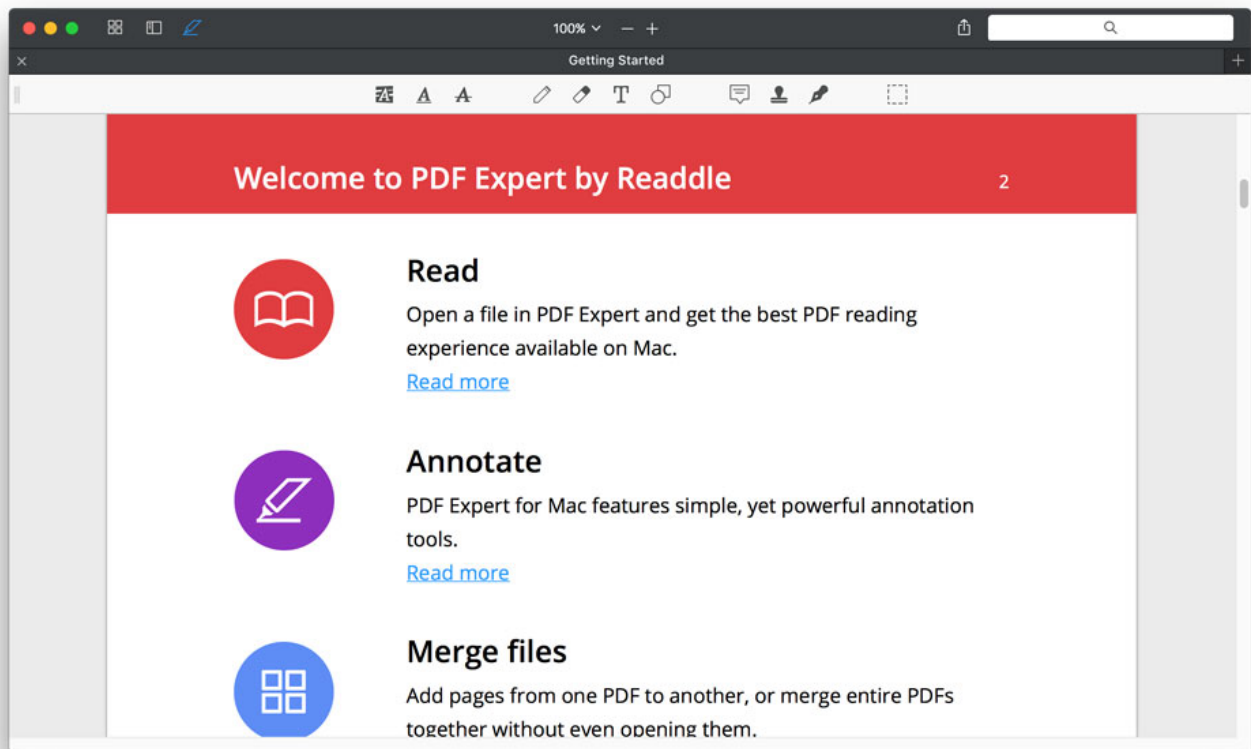 100%
Getting Started
A A A T
Welcome to PDF Expert by Readdle 2
Read
Open a file in PDF Expert and get the best PDF reading
experience available on Mac.
Read more
Annotate
PDF Expert for Mac features simple, yet powerful annotation
tools.
Read more
Merge files
Add pages from one PDF to another, or merge entire PDFs
together without even opening them.